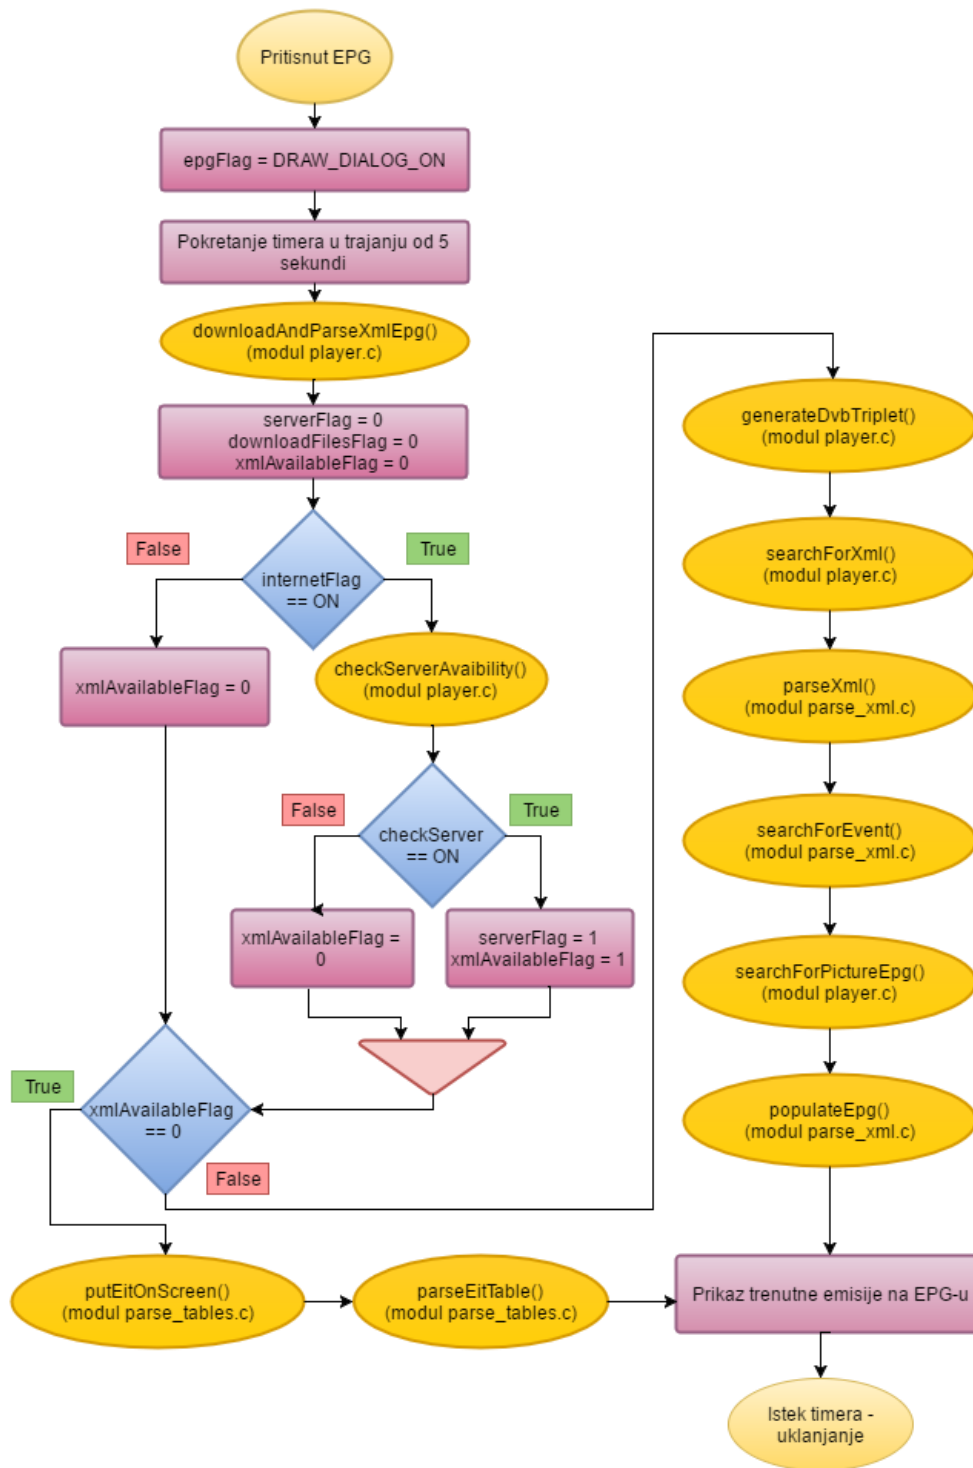 Pritisnut EPG
epgFlag = DRAW_DIALOG_ON
Pokretanje timera u trajanju od 5
sekundi
downloadAndParseXmlEpg()
(modul player.c)
serverFlag = 0
downloadFilesFlag = 0
xmlAvailableFlag = 0
False
True
internetFlag
== ON
xmlAvailableFlag = 0
checkServerAvaibility()
(modul player.c)
False
True
checkServer
== ON
xmlAvailableFlag =
0
serverFlag = 1
xmlAvailableFlag = 1
True
xmlAvailableFlag
== 0
False
generateDvbTriplet()
(modul player.c)
searchForXml()
(modul player.c)
parseXml()
(modul parse_xml.c)
searchForEvent()
(modul parse_xml.c)
searchForPictureEpg()
(modul player.c)
populateEpg()
(modul parse_xml.c)
putEitOnScreen()
(modul parse_tables.c)
parseEitTable()
(modul parse_tables.c)
Prikaz trenutne emisije na EPG-u
Istek timera -
uklanjanje